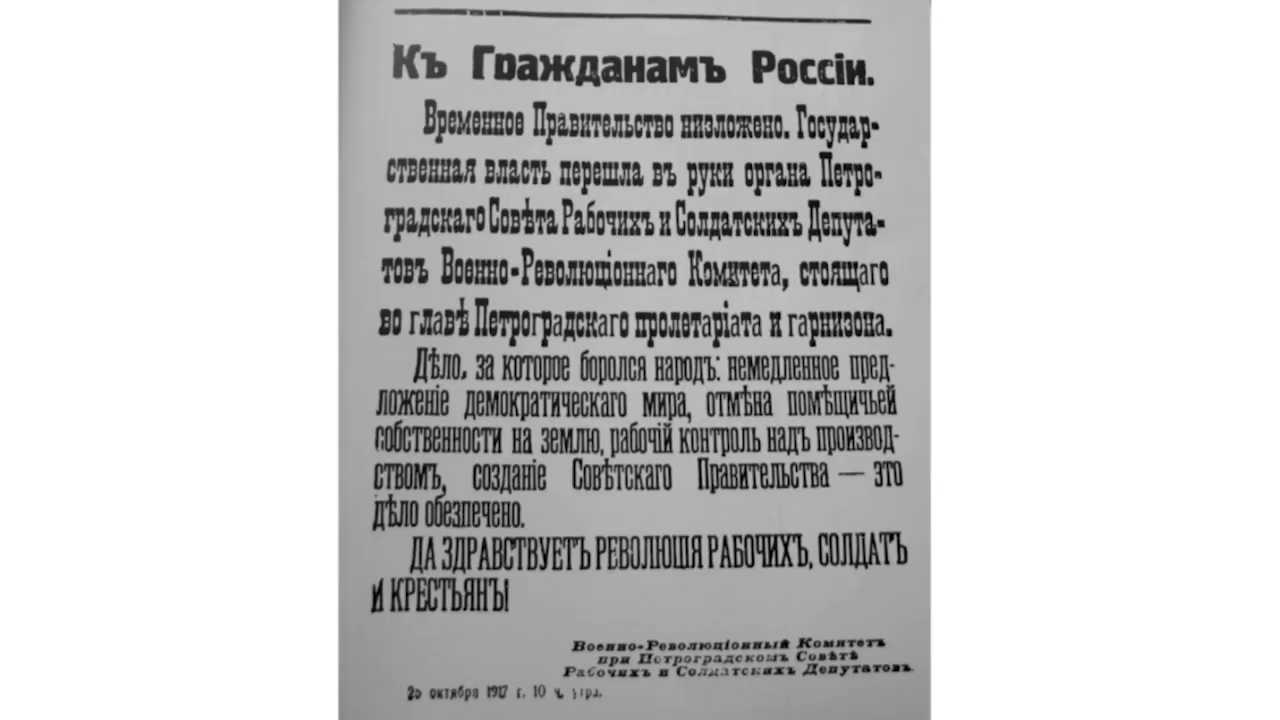 Къ Гражданамъ Россіи.
Временное Правительство низложено. Государ-
ственная власть перешла въ руки органа Петро-
градскаго Совѣта Рабочихъ и Солдатскихъ Депута-
товъ Военно-Революціоннаго Комитета, стоящаго
во главѣ Петроградскаго пролетаріата и гарнизона.
Дѣло, за которое боролся народъ: немедленное пред-
ложеніе демократическаго мира, отмѣна помѣщичьей
собственности на землю, рабочій контроль надъ производ-
ствомъ, созданіе Совѣтскаго Правительства — это
дѣло обезпечено.
ДА ЗДРАВСТВУЕТЪ РЕВОЛЮЦІЯ РАБОЧИХЪ, СОЛДАТЪ
И КРЕСТЬЯНЪ!
Военно-Революціонный Комитетъ
при Петроградскомъ Совѣтѣ
Рабочихъ и Солдатскихъ Депутатовъ.
25 октября 1917 г. 10 ч. утра.